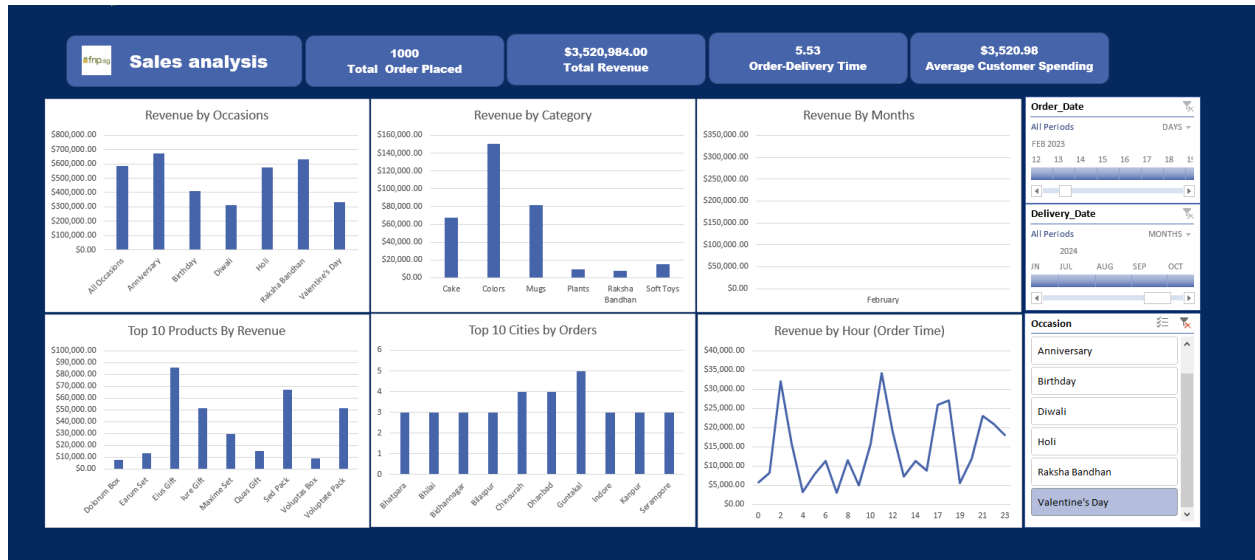 fnp.sg
Sales analysis
1000
Total Order Placed
$3,520,984.00
Total Revenue
5.53
Order-Delivery Time
$3,520.98
Average Customer Spending
Revenue by Occasions
$800,000.00
$700,000.00
$600,000.00
$500,000.00
$400,000.00
$300,000.00
$200,000.00
$100,000.00
$0.00
All Occasions
Anniversary
Birthday
Diwali
Holi
Raksha Bandhan
Valentine's Day
Revenue by Category
$160,000.00
$140,000.00
$120,000.00
$100,000.00
$80,000.00
$60,000.00
$40,000.00
$20,000.00
$0.00
Cake
Colors
Mugs
Plants
Raksha
Bandhan
Soft Toys
Revenue By Months
$350,000.00
$300,000.00
$250,000.00
$200,000.00
$150,000.00
$100,000.00
$50,000.00
$0.00
February
Order_Date
All Periods DAYS
FEB 2023
12 13 14 15 16 17 18
Delivery_Date
All Periods MONTHS
2024
JUL AUG SEP OCT
Top 10 Products By Revenue
$100,000.00
$90,000.00
$80,000.00
$70,000.00
$60,000.00
$50,000.00
$40,000.00
$30,000.00
$20,000.00
$10,000.00
$0.00
Dolorum Box
Earum Set
Eius Gift
Iure Gift
Maxime Set
Quas Gift
Sed Pack
Voluptas Box
Voluptate Pack
Top 10 Cities by Orders
6
5
4
3
2
1
0
Bhatpara
Bhilai
Bidhannagar
Bilaspur
Chinsurah
Dhanbad
Guntakal
Indore
Kanpur
Serampore
Revenue by Hour (Order Time)
$40,000.00
$35,000.00
$30,000.00
$25,000.00
$20,000.00
$15,000.00
$10,000.00
$5,000.00
$0.00
0 2 4 6 8 10 12 14 17 19 21 23
Occasion
Anniversary
Birthday
Diwali
Holi
Raksha Bandhan
Valentine's Day